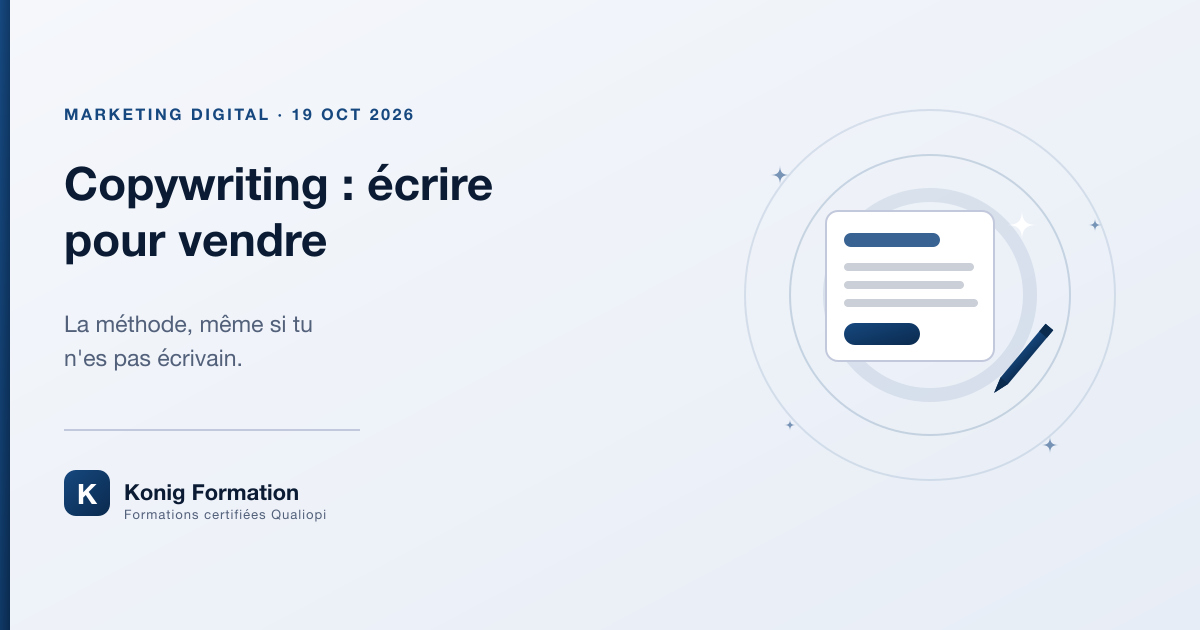 MARKETING DIGITAL · 19 OCT 2026
Copywriting : écrire
pour vendre
La méthode, même si tu
n'es pas écrivain.
K
Konig Formation
Formations certifiées Qualiopi